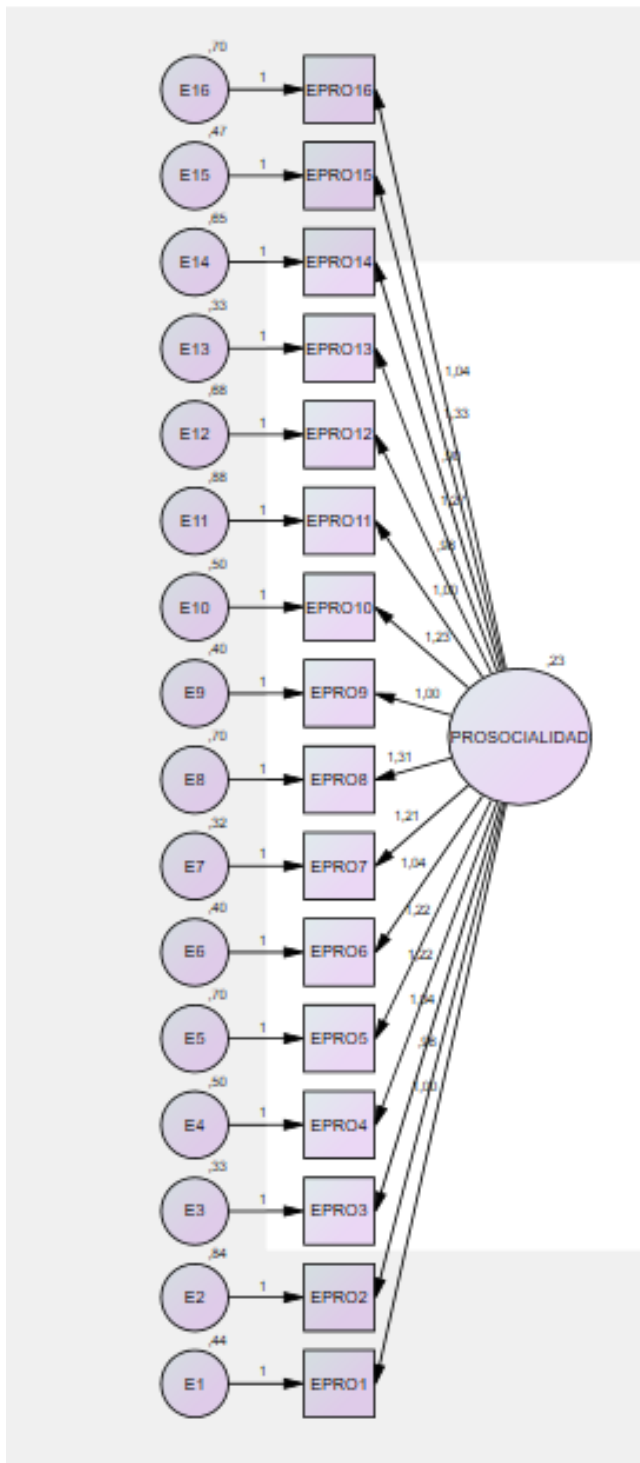 ,70
E16 1 EPRO16
,47
E15 1 EPRO15
,65
E14 1 EPRO14
,33
E13 1 EPRO13
,68
E12 1 EPRO12
1,04
1,33
,88
E11 1 EPRO11
,98
1,00
,50
E10 1 EPRO10
1,23
,40
E9 1 EPRO9
1,00
,23
PROSOCIALIDAD
,70
E8 1 EPRO8
1,31
,32
E7 1 EPRO7
1,21
1,04
,40
E6 1 EPRO6
1,22
1,22
,70
E5 1 EPRO5
,98
1,00
,50
E4 1 EPRO4
,33
E3 1 EPRO3
,84
E2 1 EPRO2
,44
E1 1 EPRO1